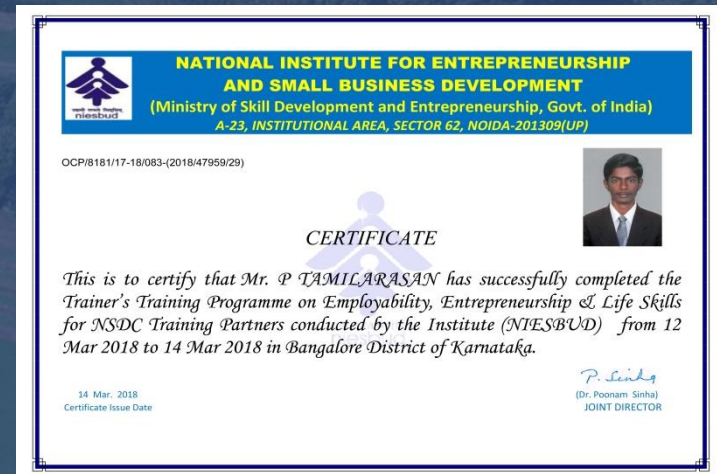 NATIONAL INSTITUTE FOR ENTREPRENEURSHIP
AND SMALL BUSINESS DEVELOPMENT
(Ministry of Skill Development and Entrepreneurship, Govt. of India)
A-23, INSTITUTIONAL AREA, SECTOR 62, NOIDA-201309(UP)
niesbud
OCP/8181/17-18/083-(2018/47959/29)
CERTIFICATE
This is to certify that Mr. P TAMILARASAN has successfully completed the
Trainer's Training Programme on Employability, Entrepreneurship & Life Skills
for NSDC Training Partners conducted by the Institute (NIESBUD) from 12
Mar 2018 to 14 Mar 2018 in Bangalore District of Karnataka.
niesbud
P. Sinha
14 Mar. 2018
(Dr. Poonam Sinha)
Certificate Issue Date
JOINT DIRECTOR